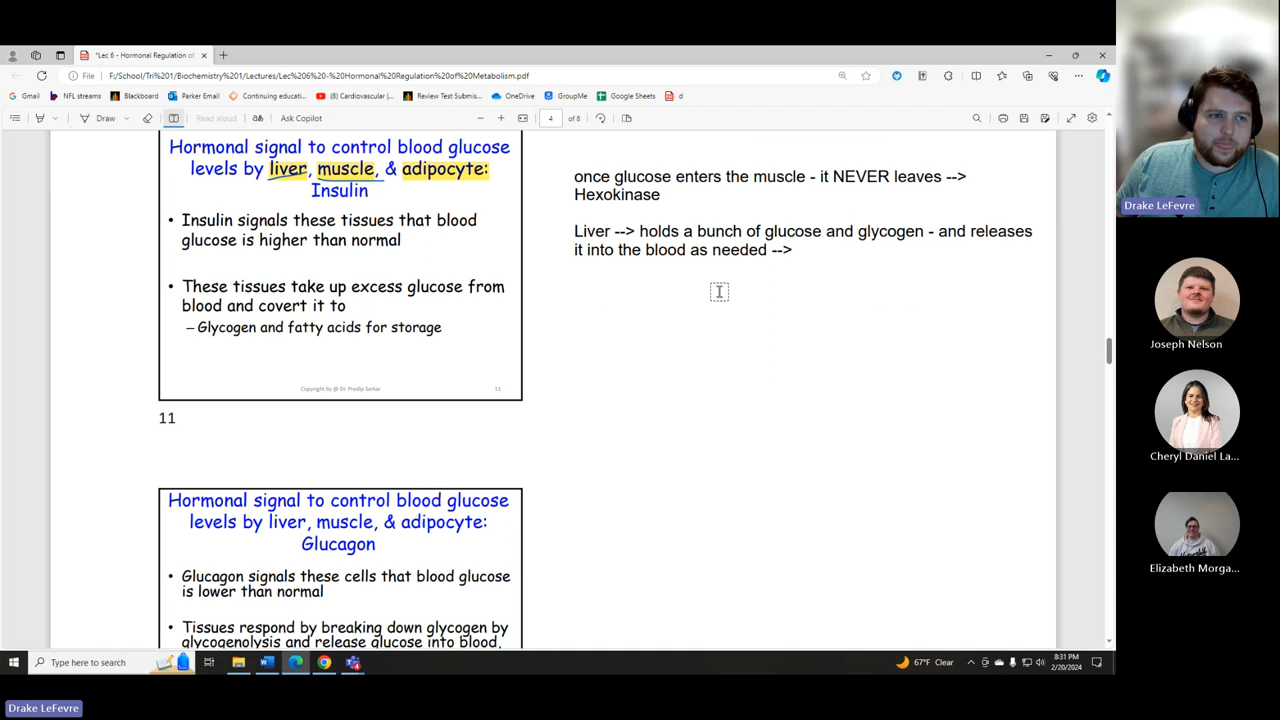 *Lec 6 - Hormonal Regulation of
File
F:/School/Tri%201/Biochemistry%201/Lectures/Lec%206%20-%20Hormonal%20Regulation%20of%20Metabolism.pdf
Gmail
NFL streams
Blackboard
Parker Email
Continuing educati...
(8) Cardiovascular |...
Review Test Submis...
OneDrive
GroupMe
Google Sheets
d
Draw
Read aloud
Ask Copilot
4 of 8
Hormonal signal to control blood glucose
levels by liver, muscle, & adipocyte:
Insulin
• Insulin signals these tissues that blood
glucose is higher than normal
• These tissues take up excess glucose from
blood and covert it to
– Glycogen and fatty acids for storage
Copyright by @ Dr. Pradip Sarkar
11
11
once glucose enters the muscle - it NEVER leaves -->
Hexokinase
Liver --> holds a bunch of glucose and glycogen - and releases
it into the blood as needed -->
Hormonal signal to control blood glucose
levels by liver, muscle, & adipocyte:
Glucagon
• Glucagon signals these cells that blood glucose
is lower than normal
• Tissues respond by breaking down glycogen by
glycogenolysis and release glucose into blood,
Drake LeFevre
Joseph Nelson
Cheryl Daniel La...
Elizabeth Morga...
Type here to search
67°F Clear
8:31 PM
2/20/2024
Drake LeFevre